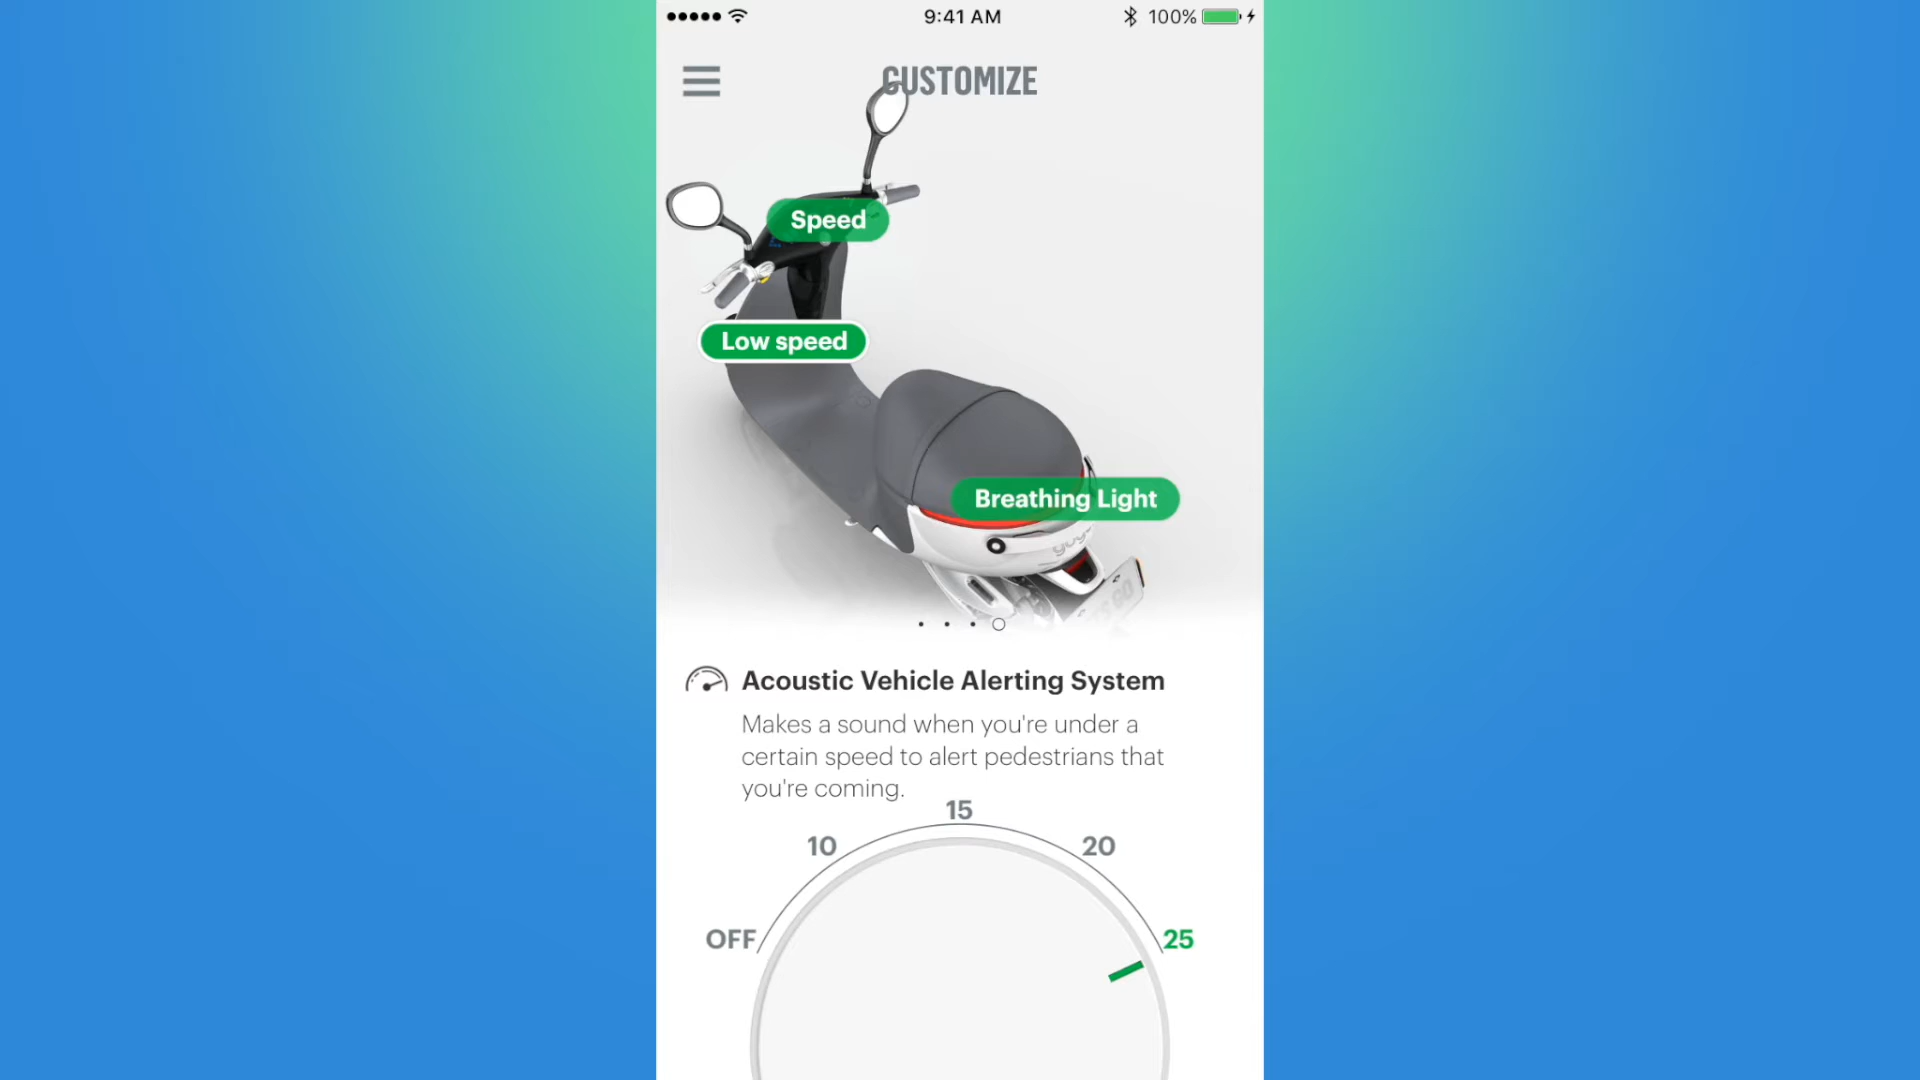 9:41 AM
100%
CUSTOMIZE
Speed
Low speed
Breathing Light
Acoustic Vehicle Alerting System
Makes a sound when you're under a
certain speed to alert pedestrians that
you're coming.
15
10
20
OFF
25